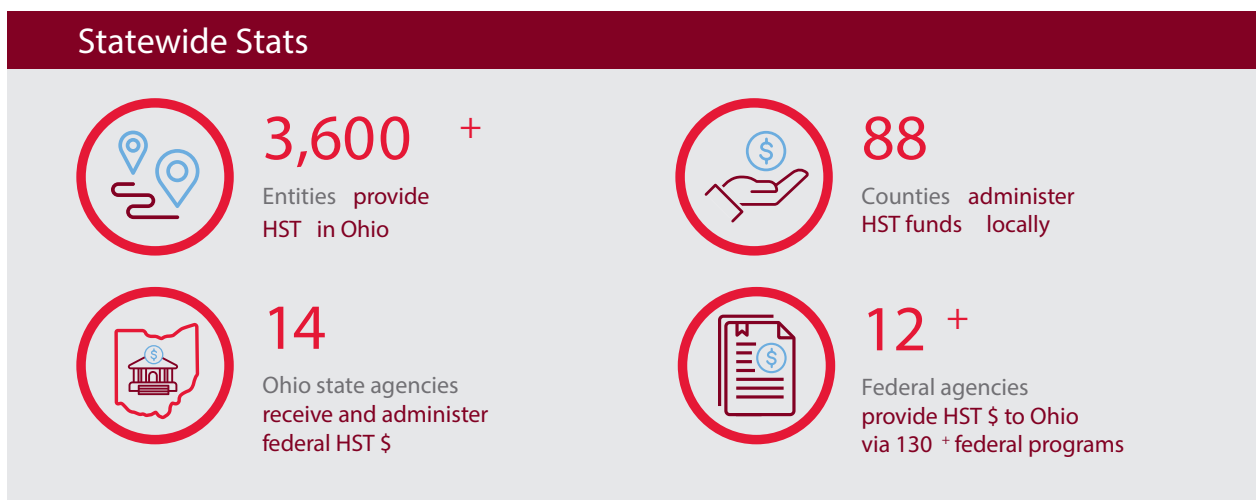 Statewide Stats
3,600 +
Entities provide
HST in Ohio
88
Counties administer
HST funds locally
$
14
Ohio state agencies
receive and administer
federal HST $
$
12 +
Federal agencies
provide HST $ to Ohio
via 130 + federal programs
$